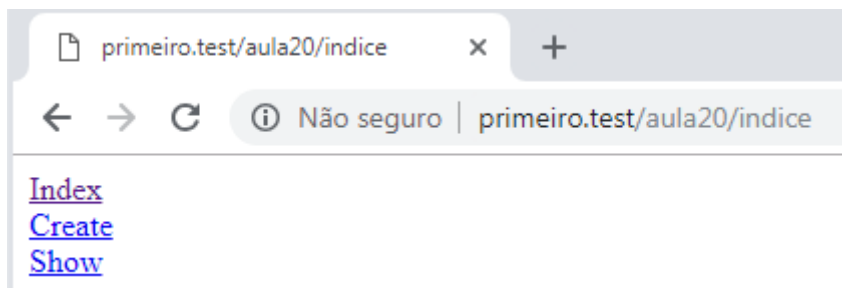 primeiro.test/aula20/indice
Não seguro | primeiro.test/aula20/indice
Index
Create
Show